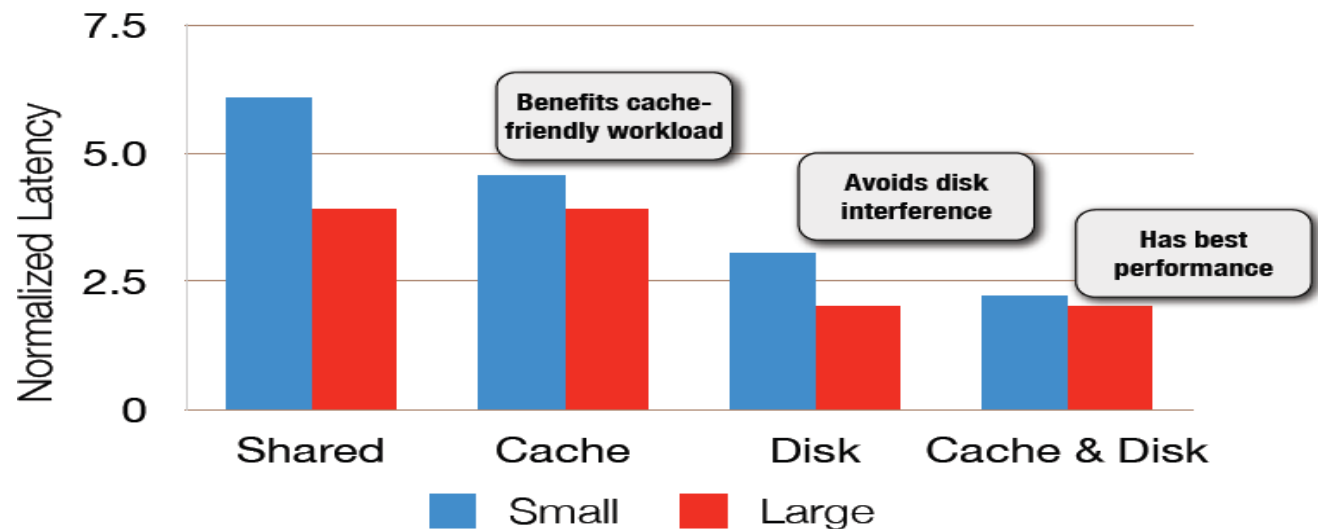 7.5
Benefits cache-
friendly workload
5.0
Avoids disk
interference
Has best
performance
2.5
0
Normalized Latency
Shared
Cache
Disk
Cache & Disk
Small
Large